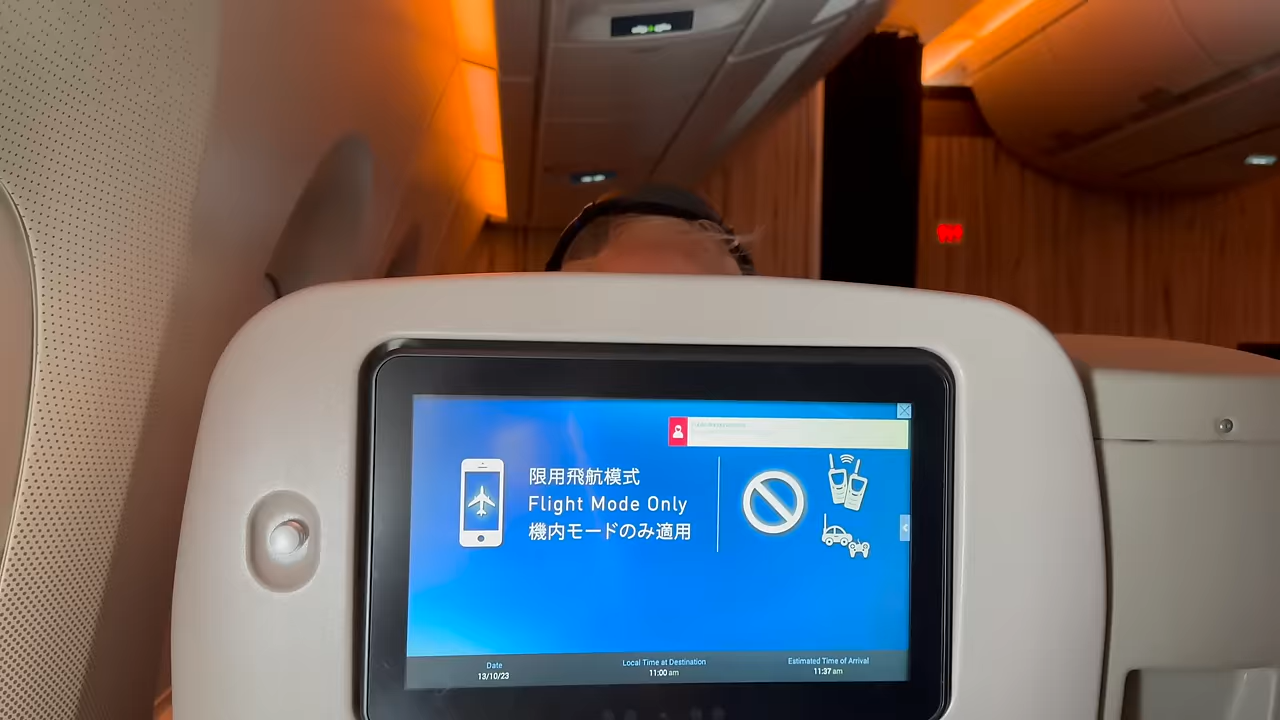 限用飛航模式
Flight Mode Only
機内モードのみ適用
Date
13/10/23
Local Time at Destination
11:00 am
Estimated Time of Arrival
11:37 am